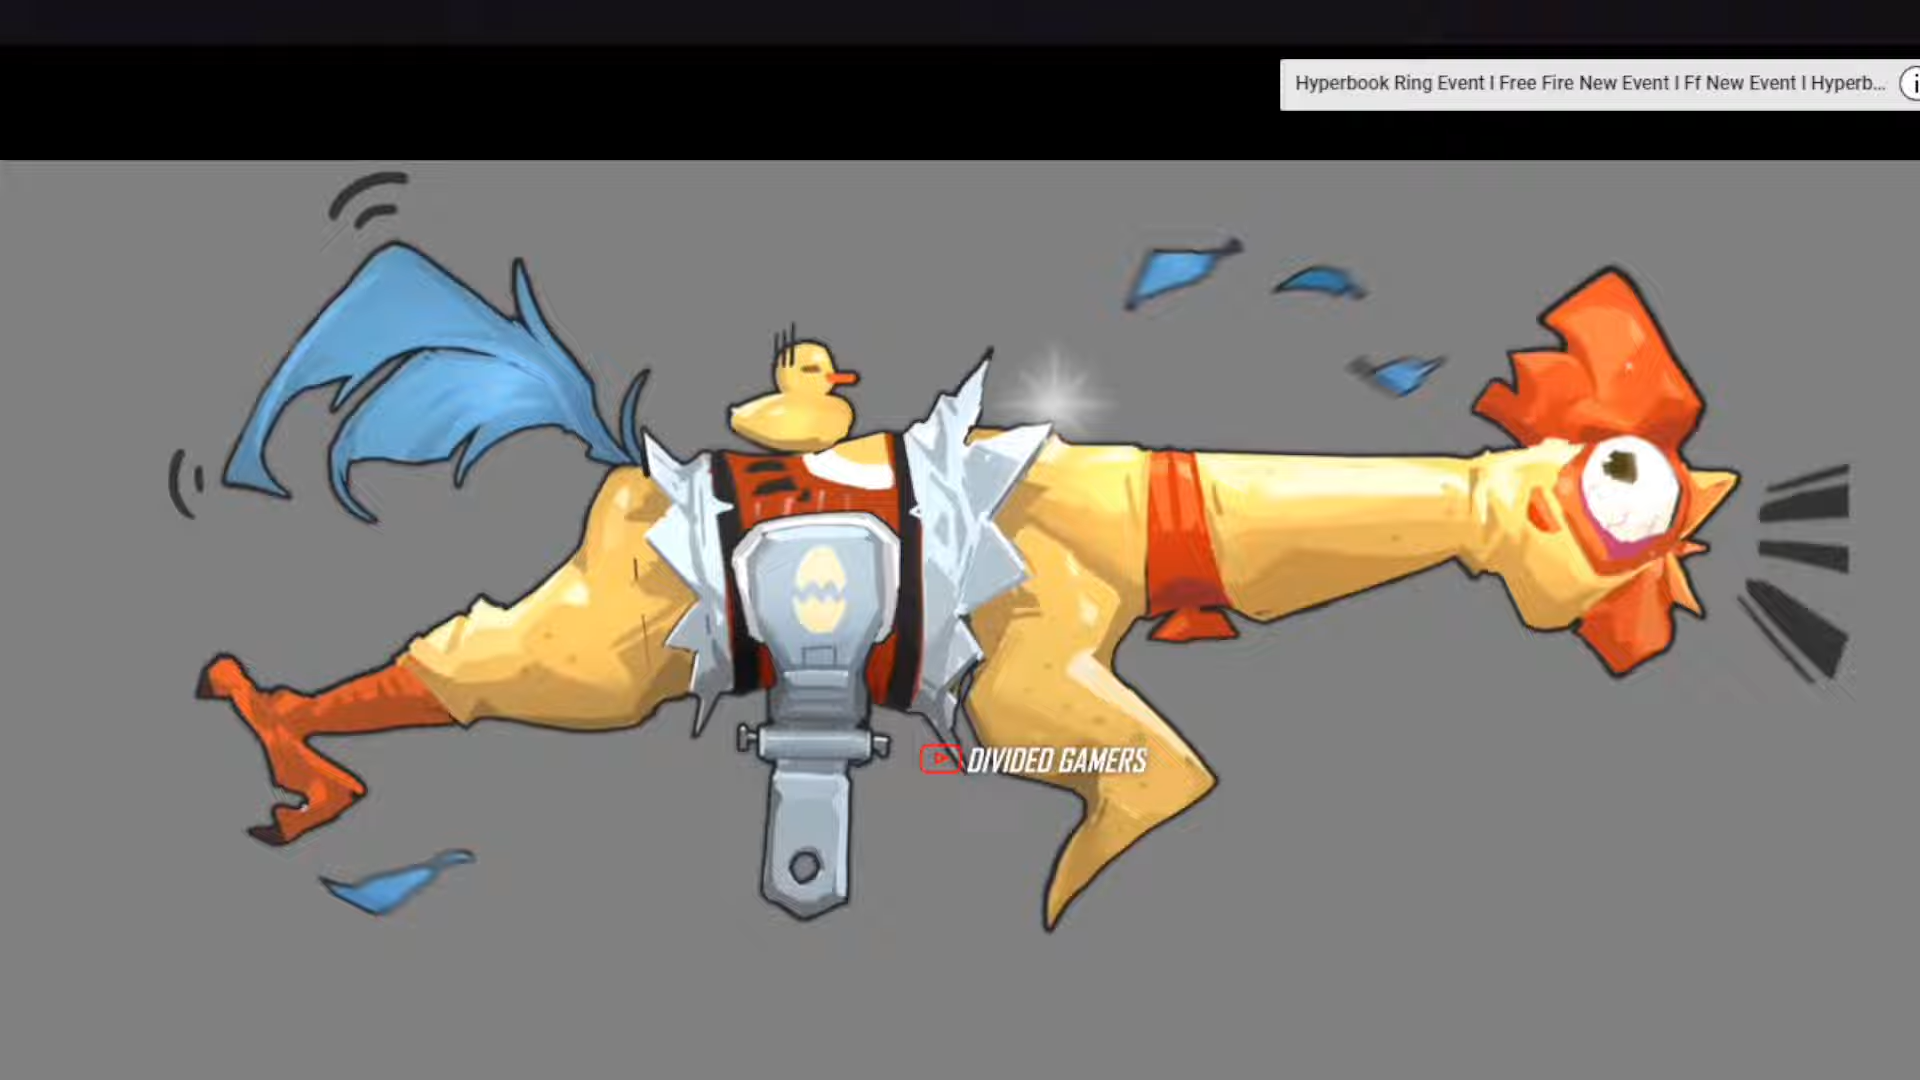 Hyperbook Ring Event I Free Fire New Event I Ff New Event I Hyperb...
DIVIDED GAMERS